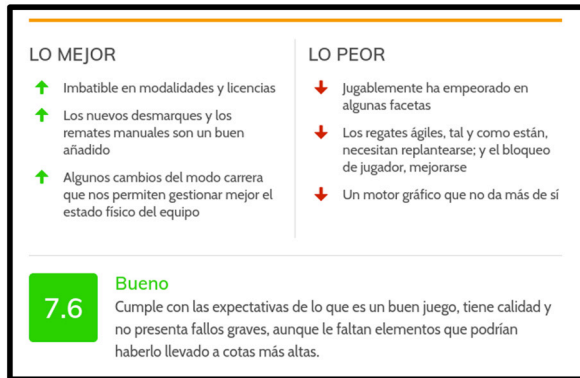 LO MEJOR
Imbatible en modalidades y licencias
Los nuevos desmarques y los
remates manuales son un buen
añadido
Algunos cambios del modo carrera
que nos permiten gestionar mejor el
estado físico del equipo
LO PEOR
Jugablemente ha empeorado en
algunas facetas
Los regates ágiles, tal y como están,
necesitan replantearse; y el bloqueo
de jugador, mejorarse
Un motor gráfico que no da más de sí
7.6
Bueno
Cumple con las expectativas de lo que es un buen juego, tiene calidad y
no presenta fallos graves, aunque le faltan elementos que podrían
haberlo llevado a cotas más altas.